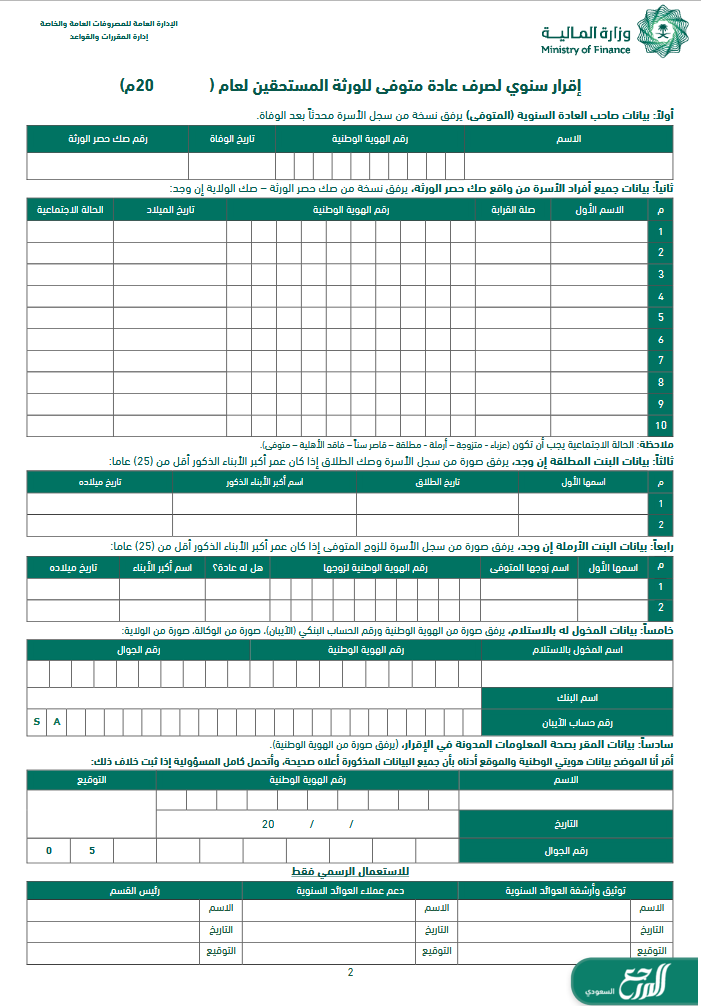 الإدارة العامة للمصروفات العامة والخاصة
إدارة المقررات والقواعد
وزارة المالية
Ministry of Finance
إقرار سنوي لصرف عادة متوفى للورثة المستحقين لعام ( 20م)
أولاً: بيانات صاحب العادة السنوية (المتوفى) يرفق نسخة من سجل الأسرة محدثاً بعد الوفاة.
الاسم رقم الهوية الوطنية تاريخ الوفاة رقم صك حصر الورثة
ثانياً: بيانات جميع أفراد الأسرة من واقع صك حصر الورثة، يرفق نسخة من صك حصر الورثة – صك الولاية إن وجد:
م الاسم الأول صلة القرابة رقم الهوية الوطنية تاريخ الميلاد الحالة الاجتماعية
1
2
3
4
5
6
7
8
9
10
ملاحظة: الحالة الاجتماعية يجب أن تكون (عزباء - متزوجة – أرملة - مطلقة – قاصر سناً – فاقد الأهلية – متوفى).
ثالثاً: بيانات البنت المطلقة إن وجد، يرفق صورة من سجل الأسرة وصك الطلاق إذا كان عمر أكبر الأبناء الذكور أقل من (25) عاما:
م اسمها الأول تاريخ الطلاق اسم أكبر الأبناء الذكور تاريخ ميلاده
1
2
رابعاً: بيانات البنت الأرملة إن وجد، يرفق صورة من سجل الأسرة للزوج المتوفى إذا كان عمر أكبر الأبناء الذكور أقل من (25) عاما:
م اسمها الأول اسم زوجها المتوفى رقم الهوية الوطنية لزوجها هل له عادة؟ اسم أكبر الأبناء تاريخ ميلاده
1
2
خامساً: بيانات المخول له بالاستلام، يرفق صورة من الهوية الوطنية ورقم الحساب البنكي (الآيبان)، صورة من الوكالة، صورة من الولاية:
اسم المخول بالاستلام رقم الهوية الوطنية رقم الجوال
اسم البنك
رقم حساب الآيبان S A
سادساً: بيانات المقر بصحة المعلومات المدونة في الإقرار، (يرفق صورة من الهوية الوطنية).
أقر أنا الموضح بيانات هويتي الوطنية والموقع أدناه بأن جميع البيانات المذكورة أعلاه صحيحة، وأتحمل كامل المسؤولية إذا ثبت خلاف ذلك:
الاسم رقم الهوية الوطنية التوقيع
التاريخ / / 20
رقم الجوال 0 5
للاستعمال الرسمي فقط
توثيق وأرشفة العوائد السنوية دعم عملاء العوائد السنوية رئيس القسم
الاسم الاسم الاسم
التاريخ التاريخ التاريخ
التوقيع التوقيع التوقيع
2
المرجع السعودي